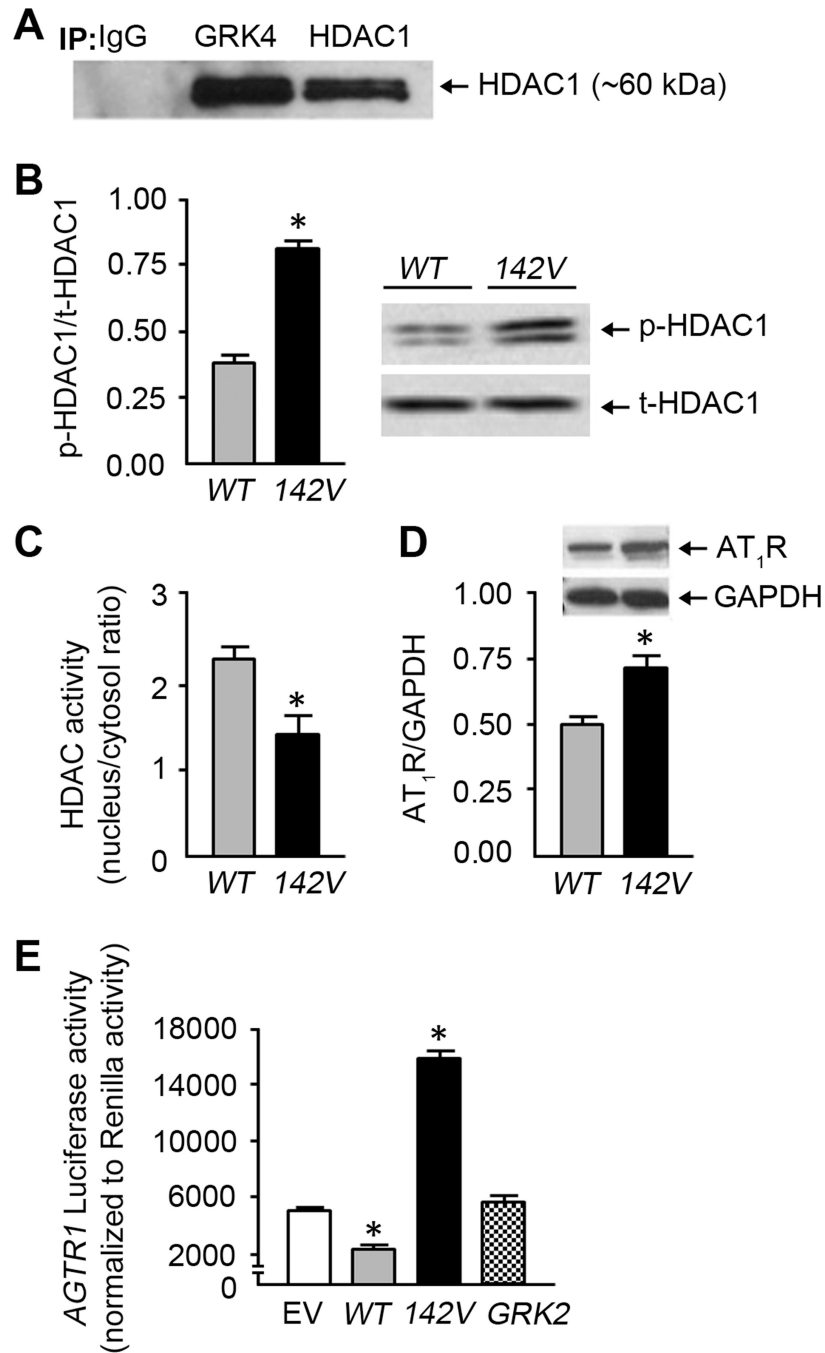 A
IP: IgG GRK4 HDAC1
HDAC1 (~60 kDa)
B
p-HDAC1/t-HDAC1
1.00
0.75
0.50
0.25
0.00
*
WT 142V
WT 142V
p-HDAC1
t-HDAC1
C
HDAC activity
(nucleus/cytosol ratio)
3
2
1
0
*
WT 142V
D
AT1R
GAPDH
AT1R/GAPDH
1.00
0.75
0.50
0.25
0.00
*
WT 142V
E
AGTR1 Luciferase activity
(normalized to Renilla activity)
18000
14000
10000
6000
2000
0
*
*
EV WT 142V GRK2